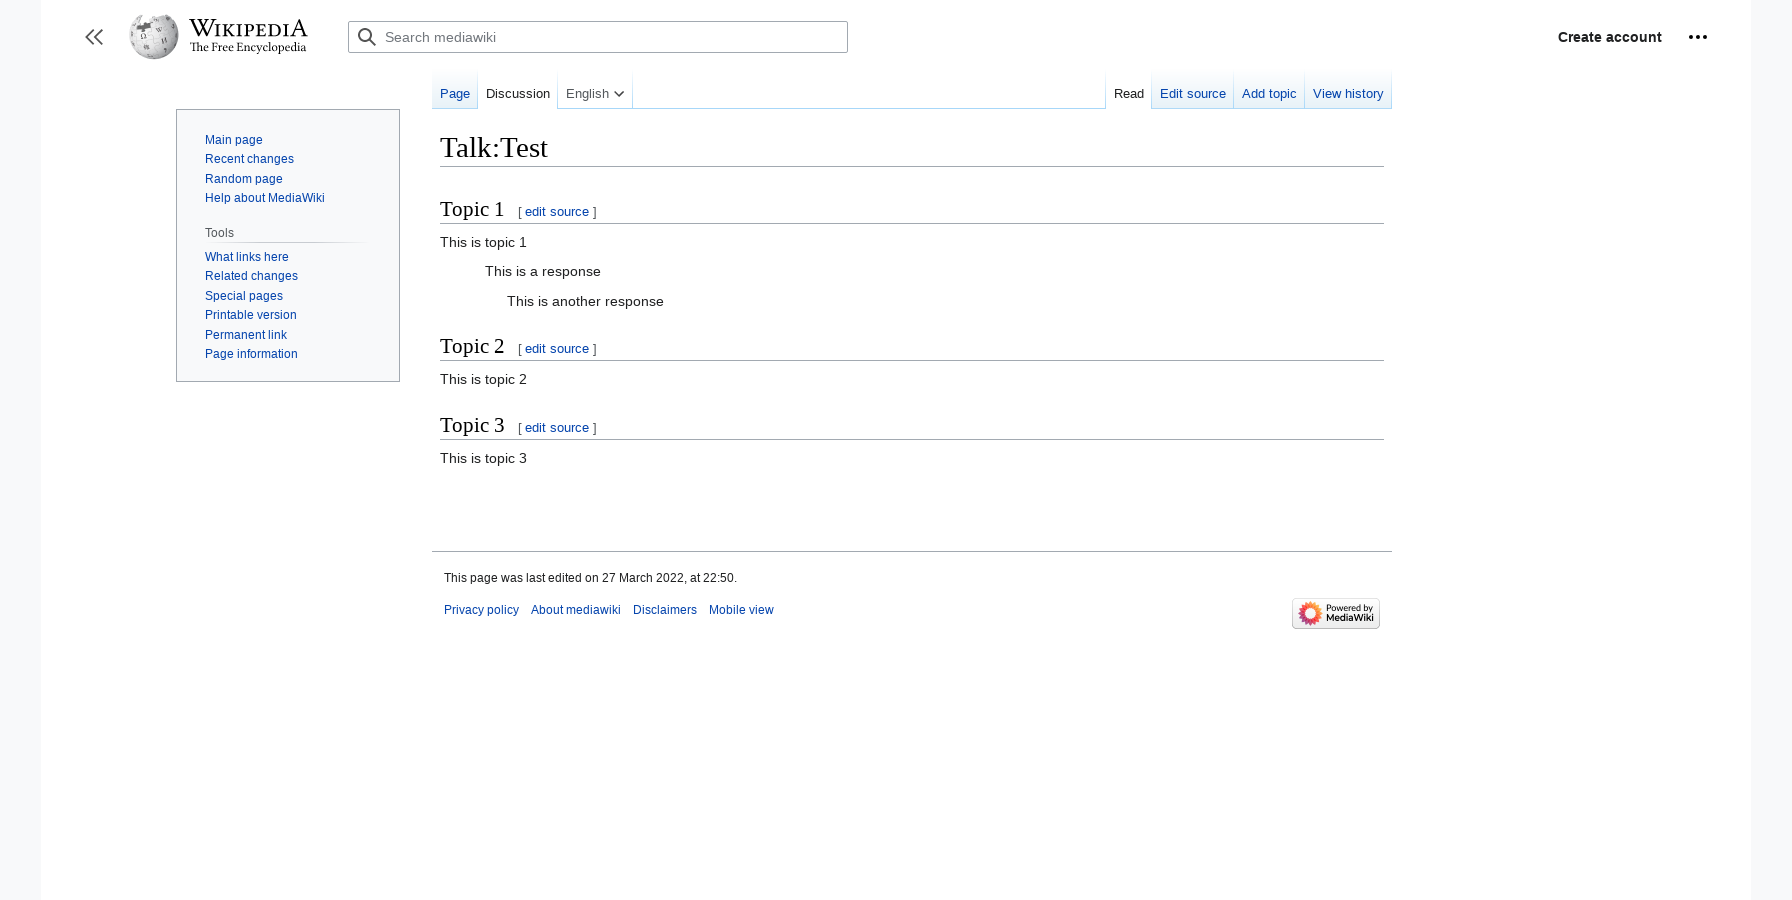 WIKIPEDIA
The Free Encyclopedia
Search mediawiki
Create account
Page Discussion English
Read Edit source Add topic View history
Main page
Recent changes
Random page
Help about MediaWiki
Tools
What links here
Related changes
Special pages
Printable version
Permanent link
Page information
Talk:Test
Topic 1 [ edit source ]
This is topic 1
This is a response
This is another response
Topic 2 [ edit source ]
This is topic 2
Topic 3 [ edit source ]
This is topic 3
This page was last edited on 27 March 2022, at 22:50.
Privacy policy About mediawiki Disclaimers Mobile view
Powered by
MediaWiki